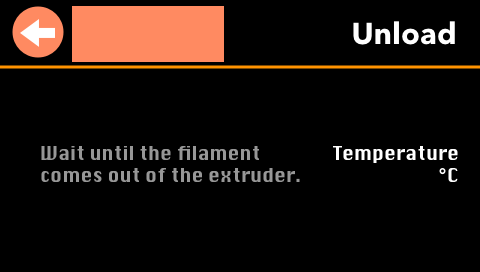 Unload
Wait until the filament
comes out of the extruder.
Temperature
°C